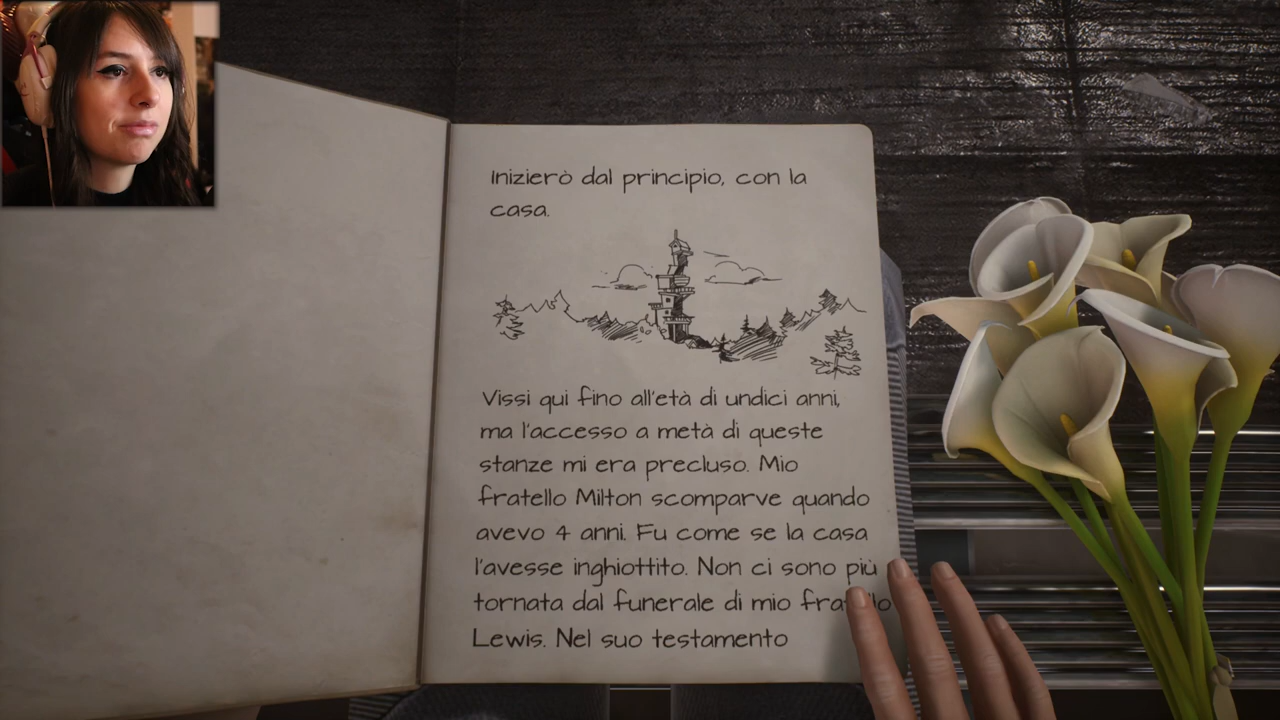 Inizierò dal principio, con la
casa.
Vissi qui fino all'età di undici anni,
ma l'accesso a metà di queste
stanze mi era precluso. Mio
fratello Milton scomparve quando
avevo 4 anni. Fu come se la casa
l'avesse inghiottito. Non ci sono più
tornata dal funerale di mio fratello
Lewis. Nel suo testamento